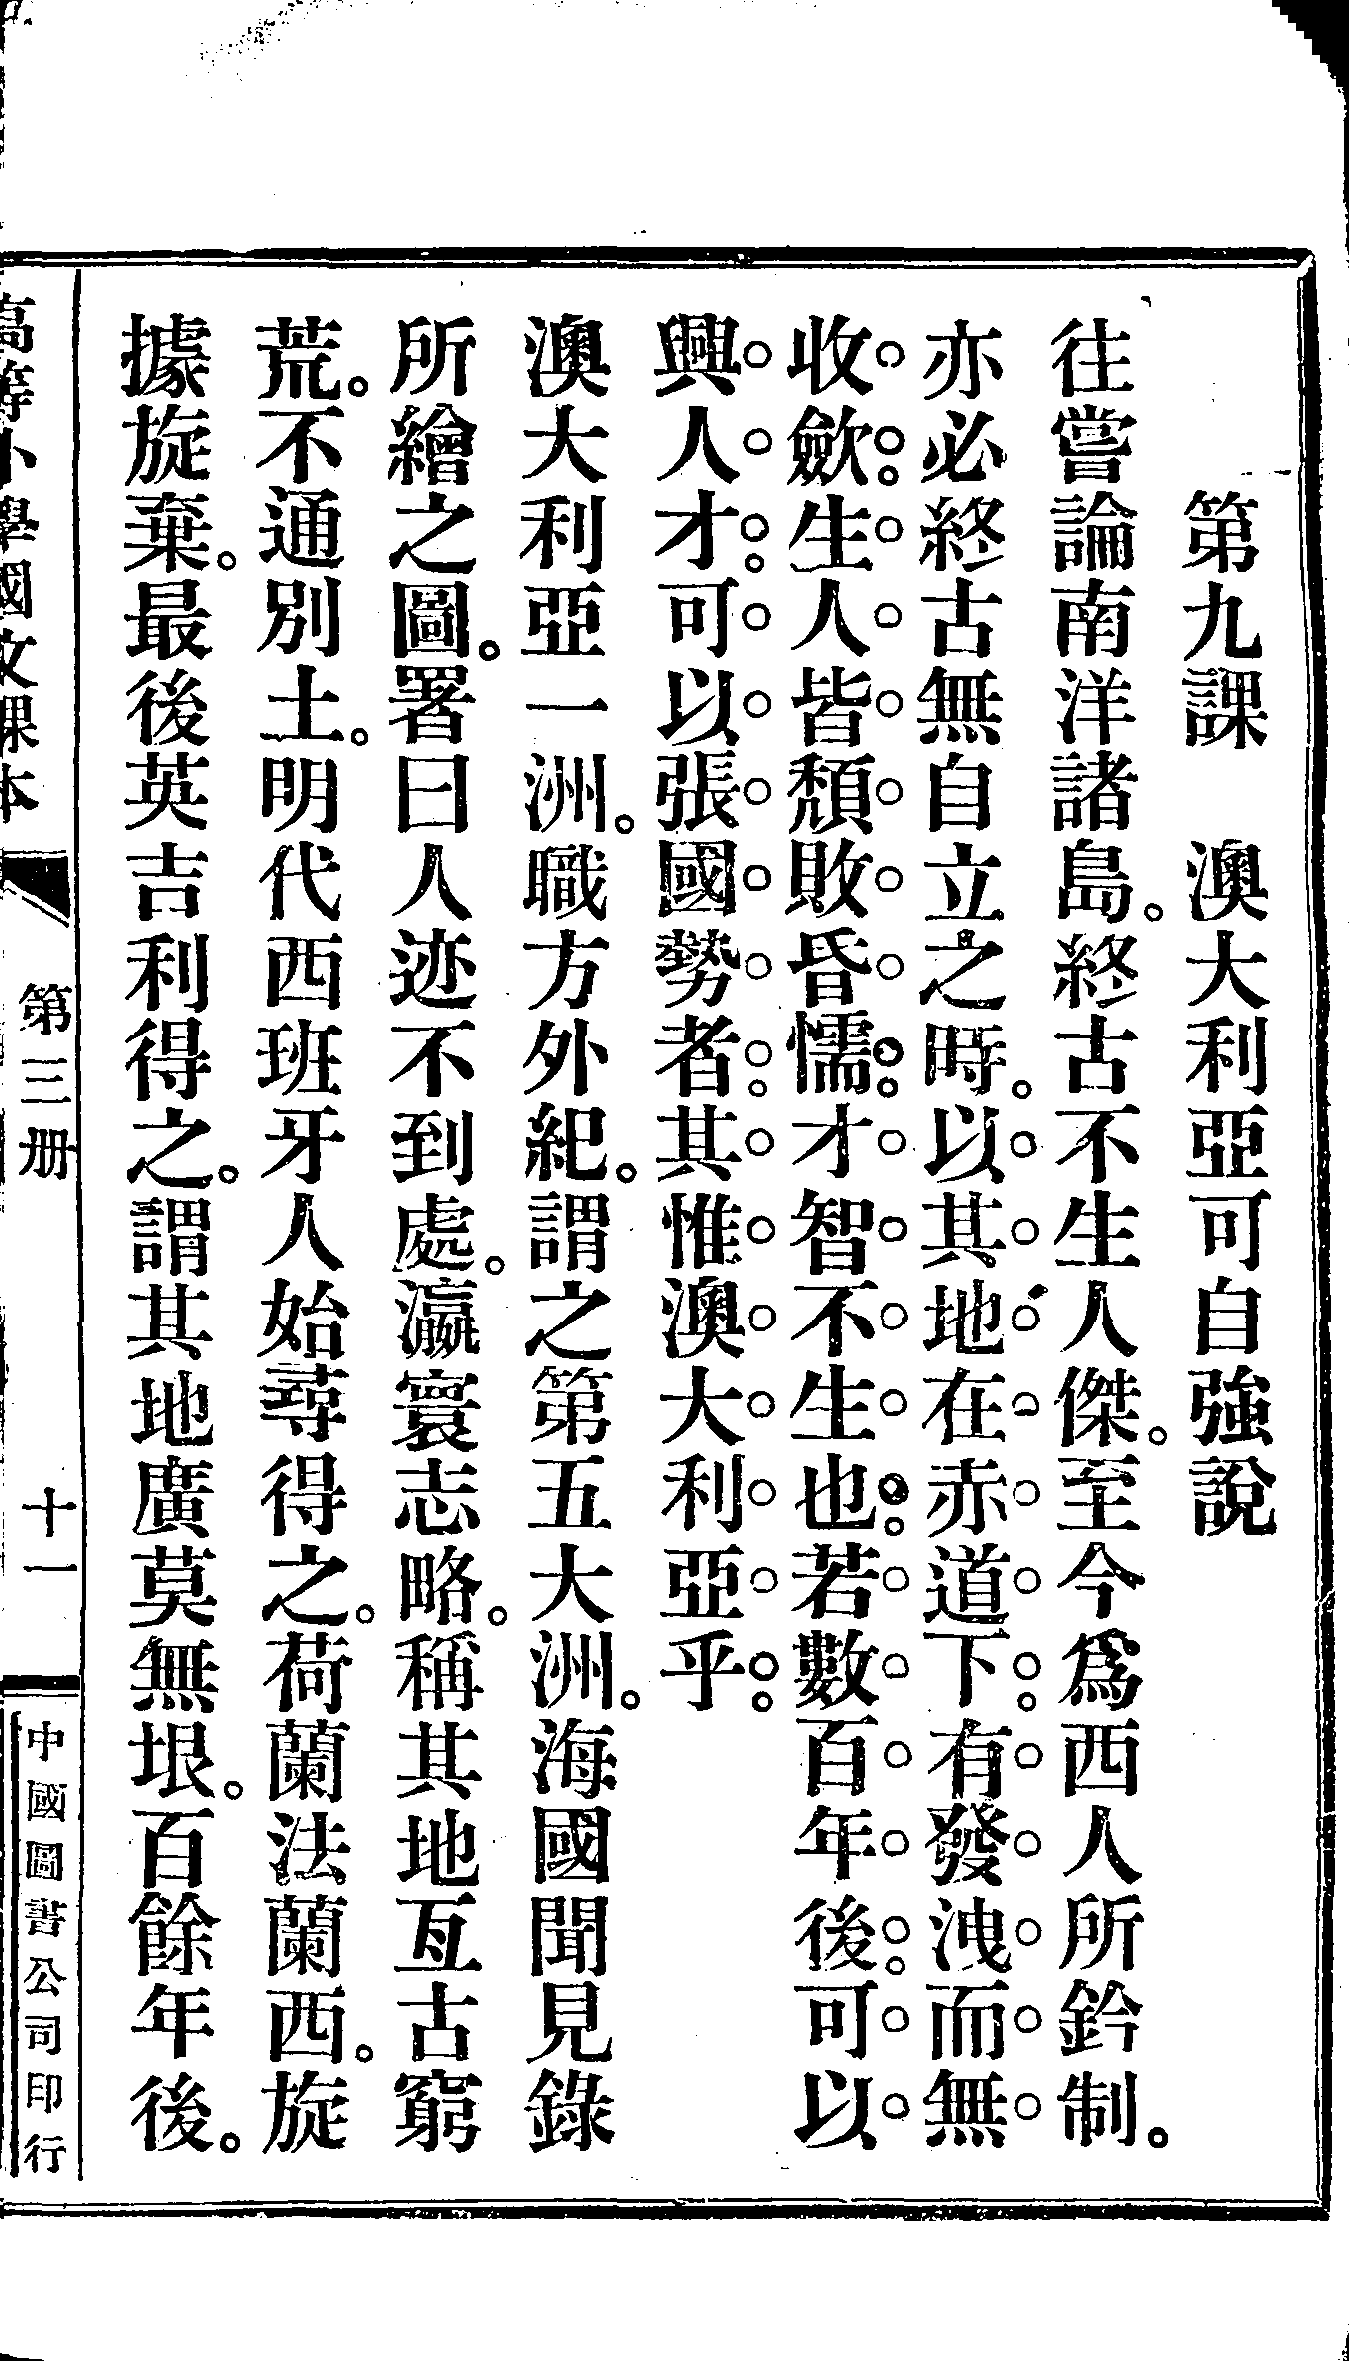 第九課　澳大利亞可自強說
往嘗論南洋諸島。終古不生人傑。至今爲西人所鈐制。
亦必終古無自立之時。以其地在赤道下。有發洩而無
收歛。生人皆頹敗昏懦。才智不生也。若數百年後。可以
興人才。可以張國勢者。其惟澳大利亞乎。
澳大利亞一洲。職方外紀。謂之第五大洲。海國聞見錄
所繪之圖。署曰人迹不到處。瀛寰志略。稱其地亙古窮
荒。不通別土。明代西班牙人始尋得之。荷蘭法蘭西。旋
據旋棄。最後英吉利得之。謂其地廣莫無垠。百餘年後。
高等小學國文課本　第三册　十一　中國圖書公司印行